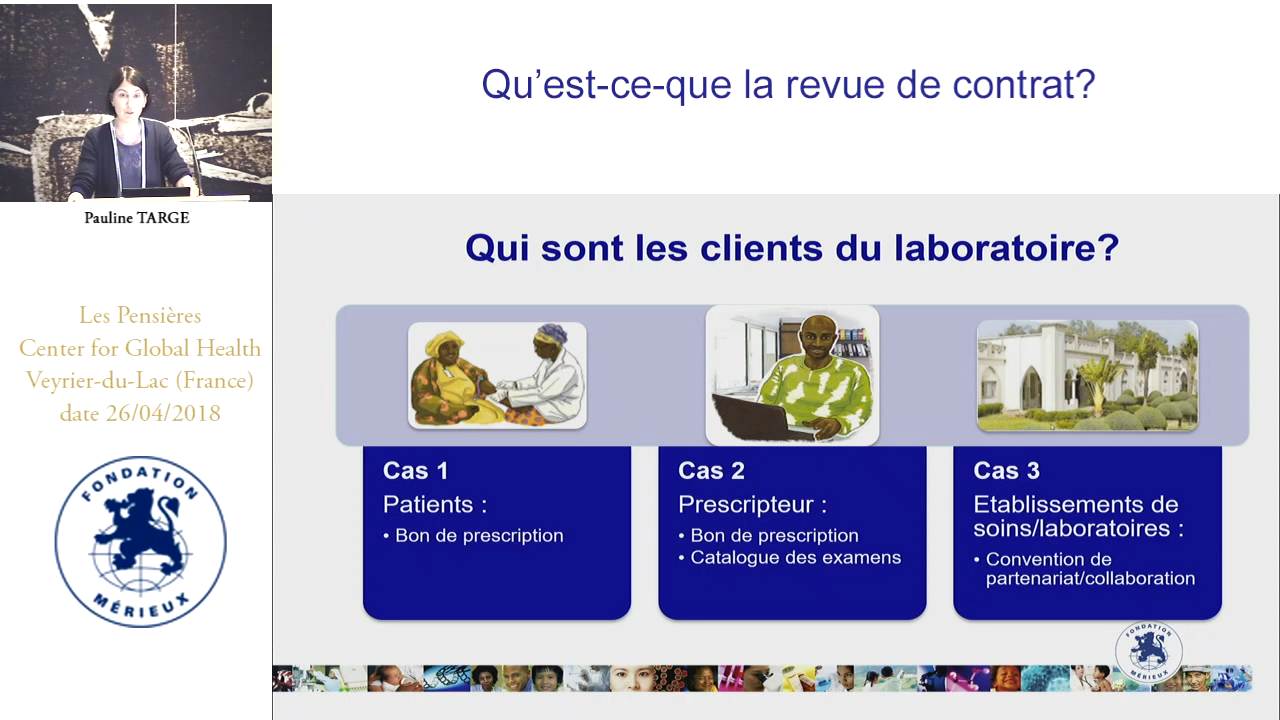 Qu’est-ce-que la revue de contrat?
Pauline TARGE
Les Pensières
Center for Global Health
Veyrier-du-Lac (France)
date 26/04/2018
FONDATION
MÉRIEUX
Qui sont les clients du laboratoire?
Cas 1
Patients :
• Bon de prescription
Cas 2
Prescripteur :
• Bon de prescription
• Catalogue des examens
Cas 3
Etablissements de
soins/laboratoires :
• Convention de
partenariat/collaboration
FONDATION
MÉRIEUX